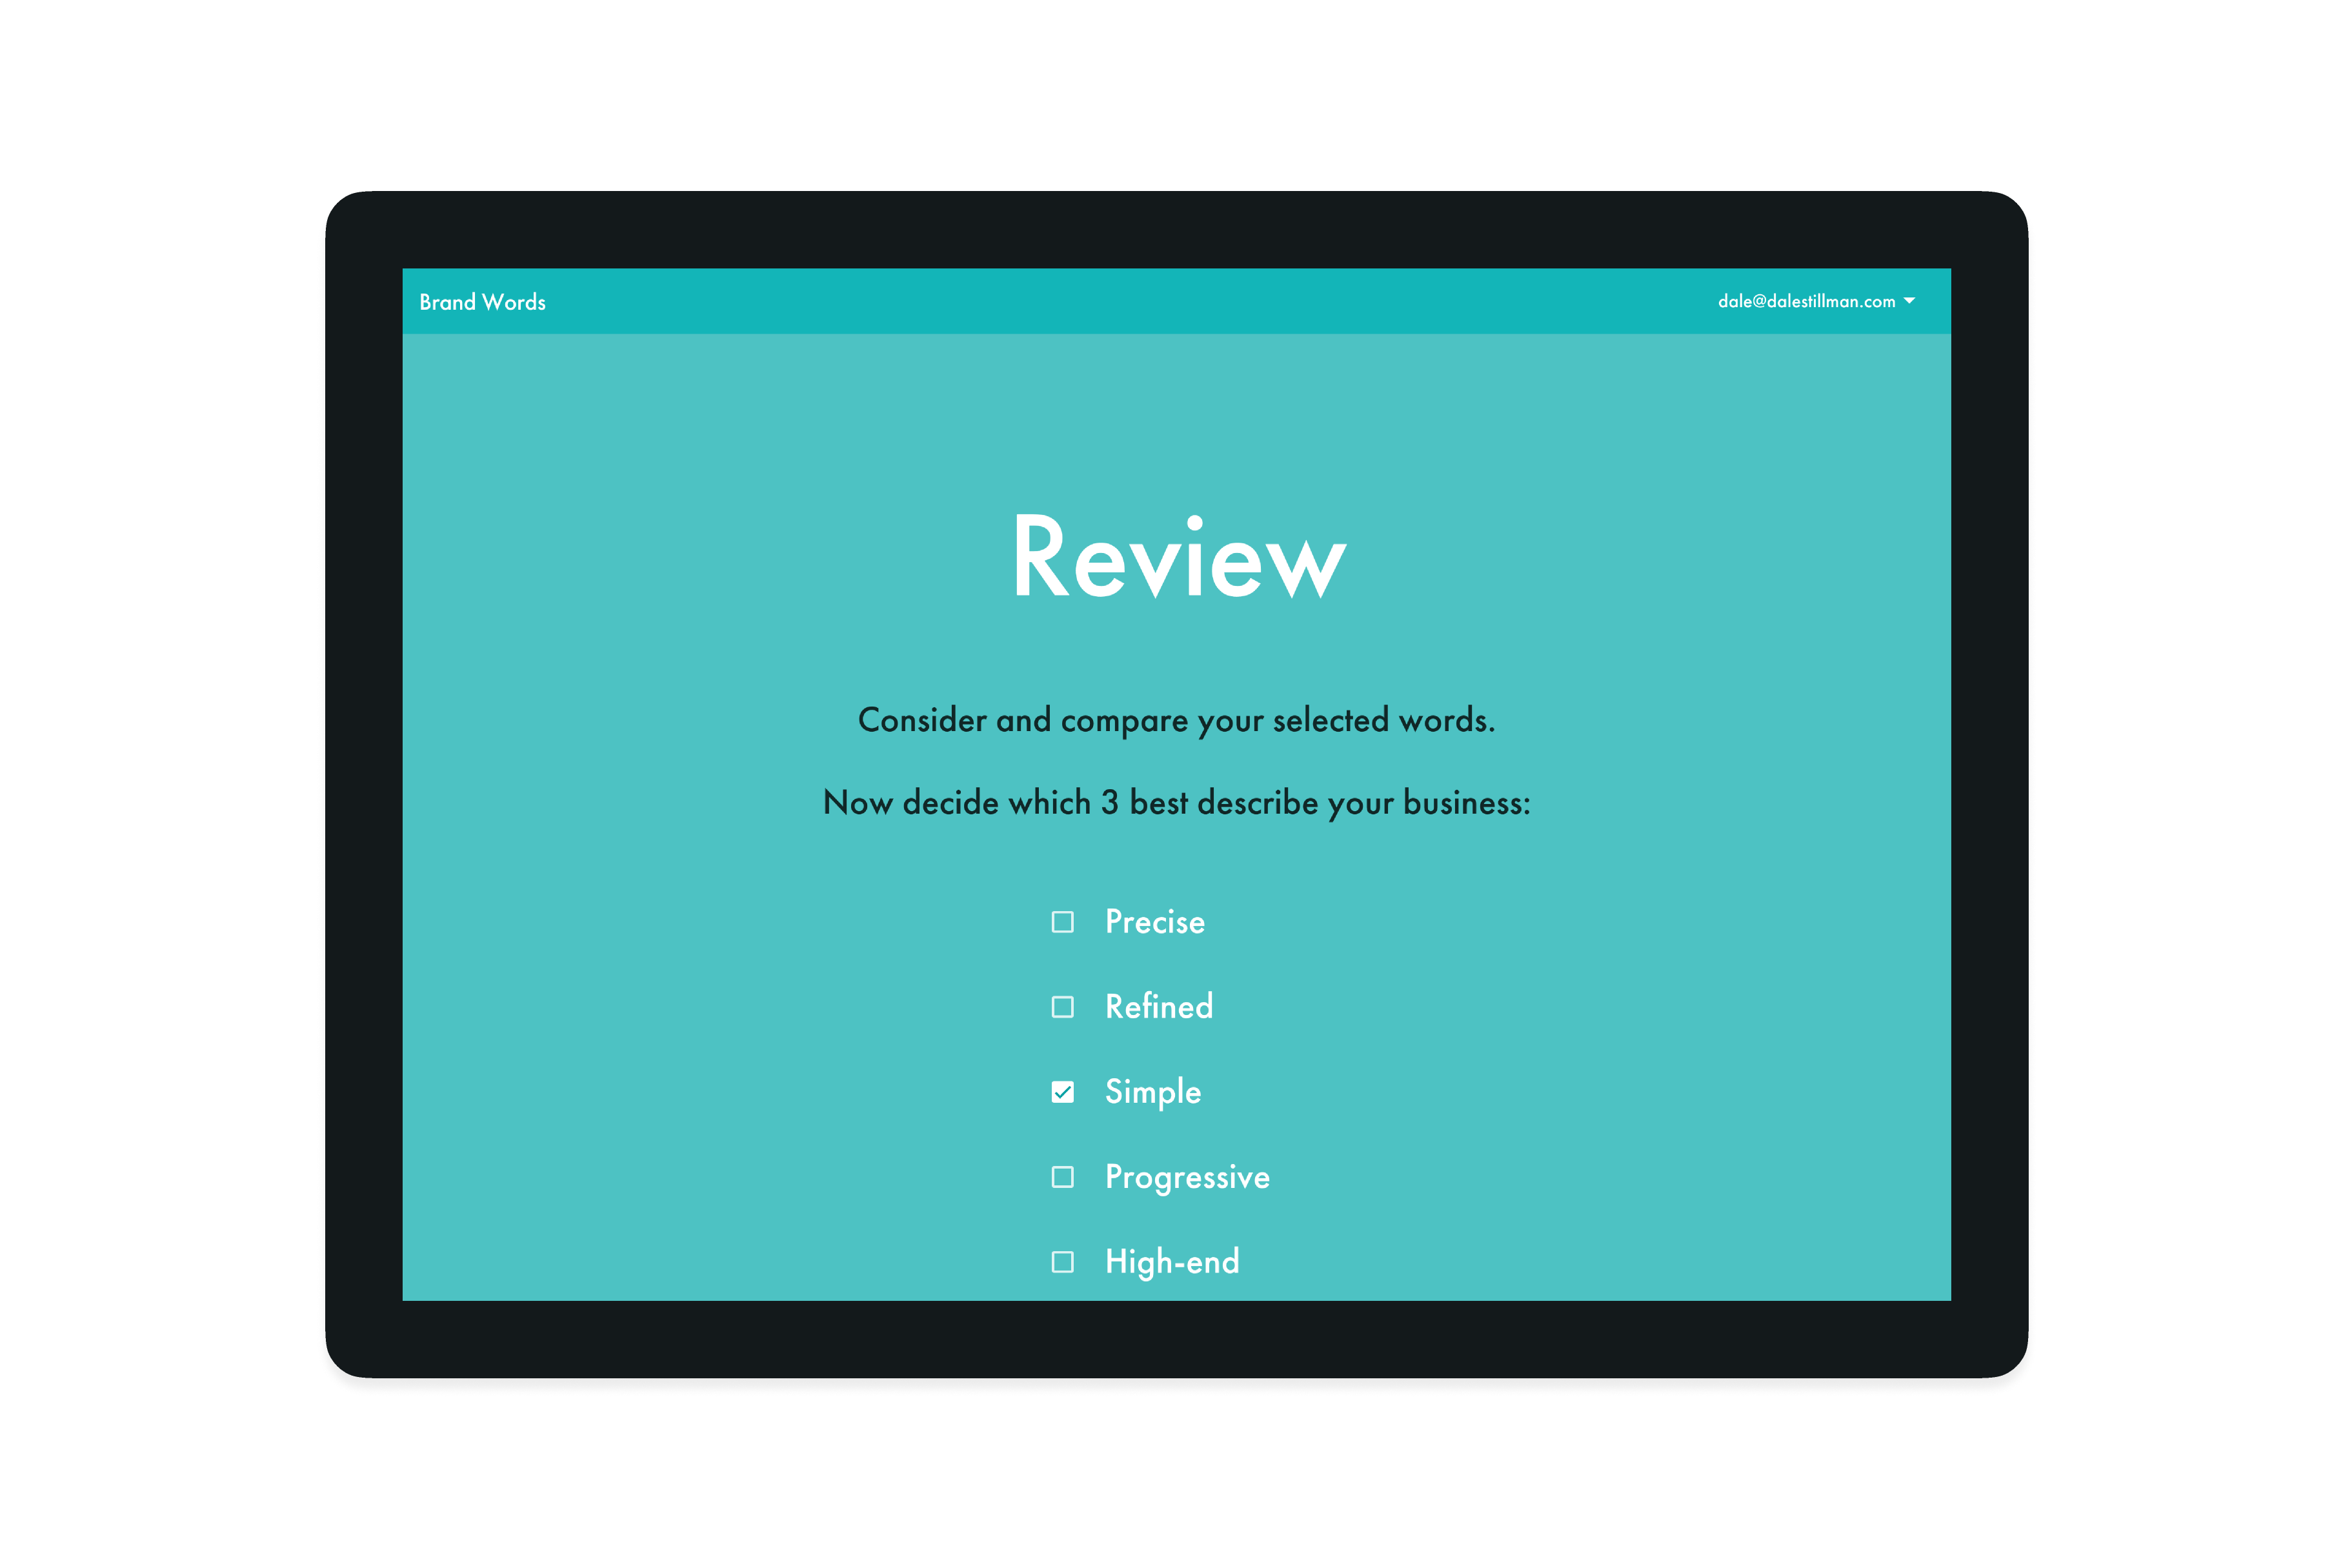 Brand Words
dale@dalestillman.com
Review
Consider and compare your selected words.
Now decide which 3 best describe your business:
Precise
Refined
Simple
Progressive
High-end